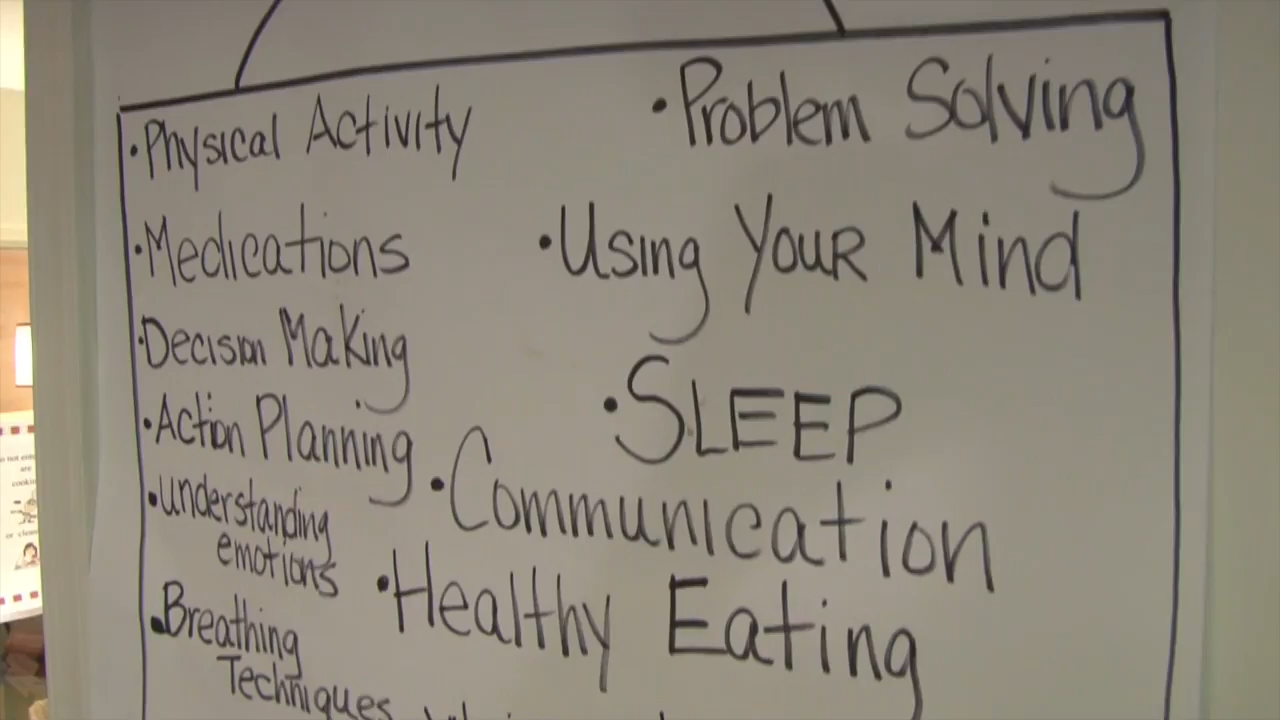 • Physical Activity
• Problem Solving
• Medications
• Using Your Mind
• Decision Making
• SLEEP
• Action Planning
• Communication
• understanding
emotions
• Healthy Eating
• Breathing
Techniques